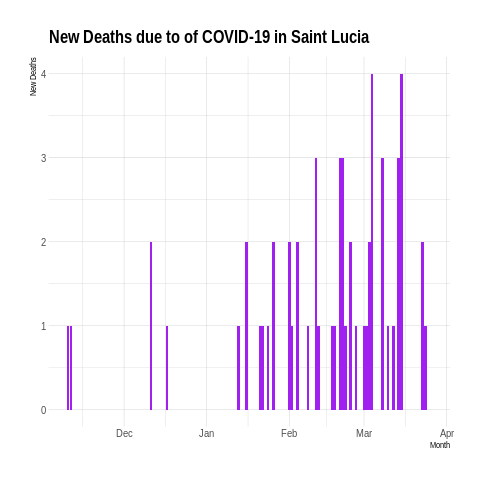 New Deaths due to of COVID-19 in Saint Lucia
New Deaths
4
3
2
1
0
Dec Jan Feb Mar Apr
Month